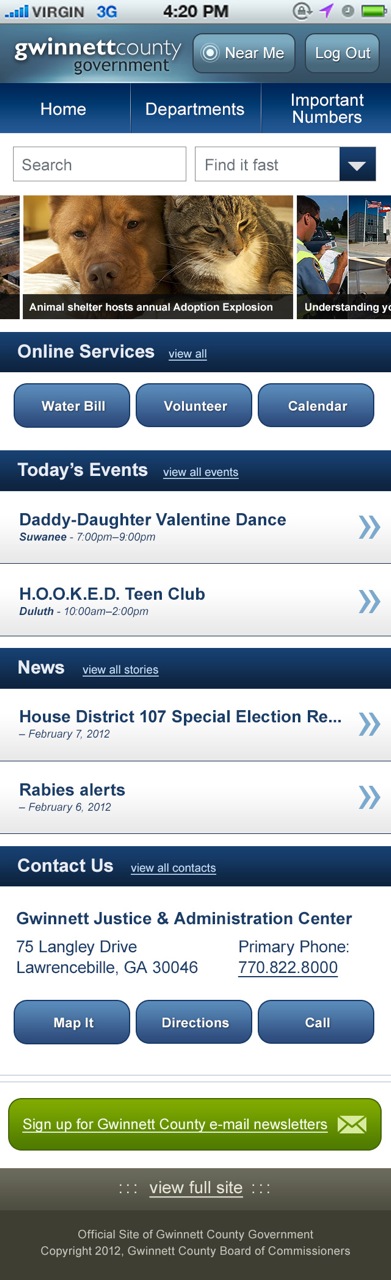 VIRGIN 3G 4:20 PM
gwinnettcounty
government
Near Me
Log Out
Home
Departments
Important
Numbers
Search
Find it fast
Animal shelter hosts annual Adoption Explosion
Understanding yo
Online Services view all
Water Bill
Volunteer
Calendar
Today's Events view all events
Daddy-Daughter Valentine Dance
Suwanee - 7:00pm–9:00pm
H.O.O.K.E.D. Teen Club
Duluth - 10:00am–2:00pm
News view all stories
House District 107 Special Election Re...
– February 7, 2012
Rabies alerts
– February 6, 2012
Contact Us view all contacts
Gwinnett Justice & Administration Center
75 Langley Drive
Lawrencebille, GA 30046
Primary Phone:
770.822.8000
Map It
Directions
Call
Sign up for Gwinnett County e-mail newsletters
::: view full site :::
Official Site of Gwinnett County Government
Copyright 2012, Gwinnett County Board of Commissioners